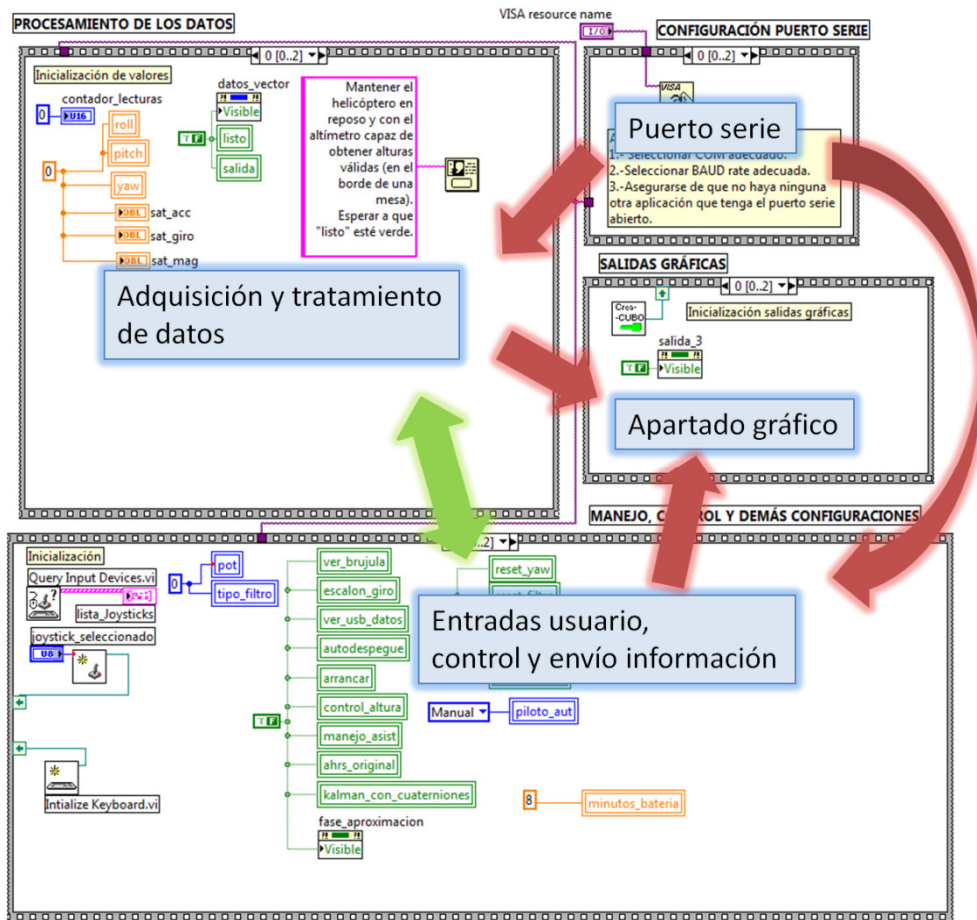 PROCESAMIENTO DE LOS DATOS
0 [0..2]
Inicialización de valores
contador_lecturas
0
U16
roll
pitch
0
yaw
DBL
sat_acc
DBL
sat_giro
DBL
sat_mag
datos_vector
Visible
T F
listo
salida
Mantener el
helicóptero en
reposo y con el
altímetro capaz de
obtener alturas
válidas (en el
borde de una
mesa).
Esperar a que
"listo" esté verde.
Adquisición y tratamiento
de datos
VISA resource name
I/O
CONFIGURACIÓN PUERTO SERIE
0 [0..2]
VISA
Puerto serie
1.- Seleccionar COM adecuado.
2.-Seleccionar BAUD rate adecuada.
3.-Asegurarse de que no haya ninguna
otra aplicación que tenga el puerto serie
abierto.
SALIDAS GRÁFICAS
0 [0..2]
Crea-
-CUBO
Inicialización salidas gráficas
salida_3
T F
Visible
Apartado gráfico
MANEJO, CONTROL Y DEMÁS CONFIGURACIONES
Inicialización
Query Input Devices.vi
lista_Joysticks
joystick_seleccionado
U8
Intialize Keyboard.vi
0
pot
tipo_filtro
T F
ver_brujula
escalon_giro
ver_usb_datos
autodespegue
arrancar
control_altura
manejo_asist
ahrs_original
kalman_con_cuaterniones
fase_aproximacion
Visible
reset_yaw
Entradas usuario,
control y envío información
Manual
piloto_aut
8
minutos_bateria